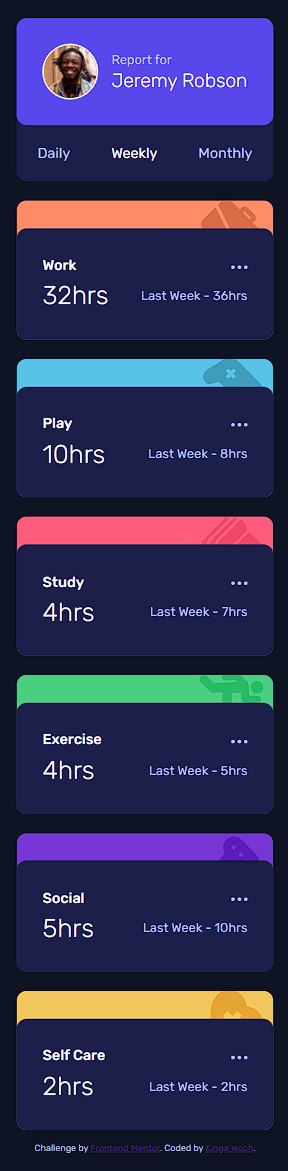 Report for
Jeremy Robson
Daily Weekly Monthly
Work
32hrs Last Week - 36hrs
Play
10hrs Last Week - 8hrs
Study
4hrs Last Week - 7hrs
Exercise
4hrs Last Week - 5hrs
Social
5hrs Last Week - 10hrs
Self Care
2hrs Last Week - 2hrs
Challenge by Frontend Mentor. Coded by Kinga Woch.